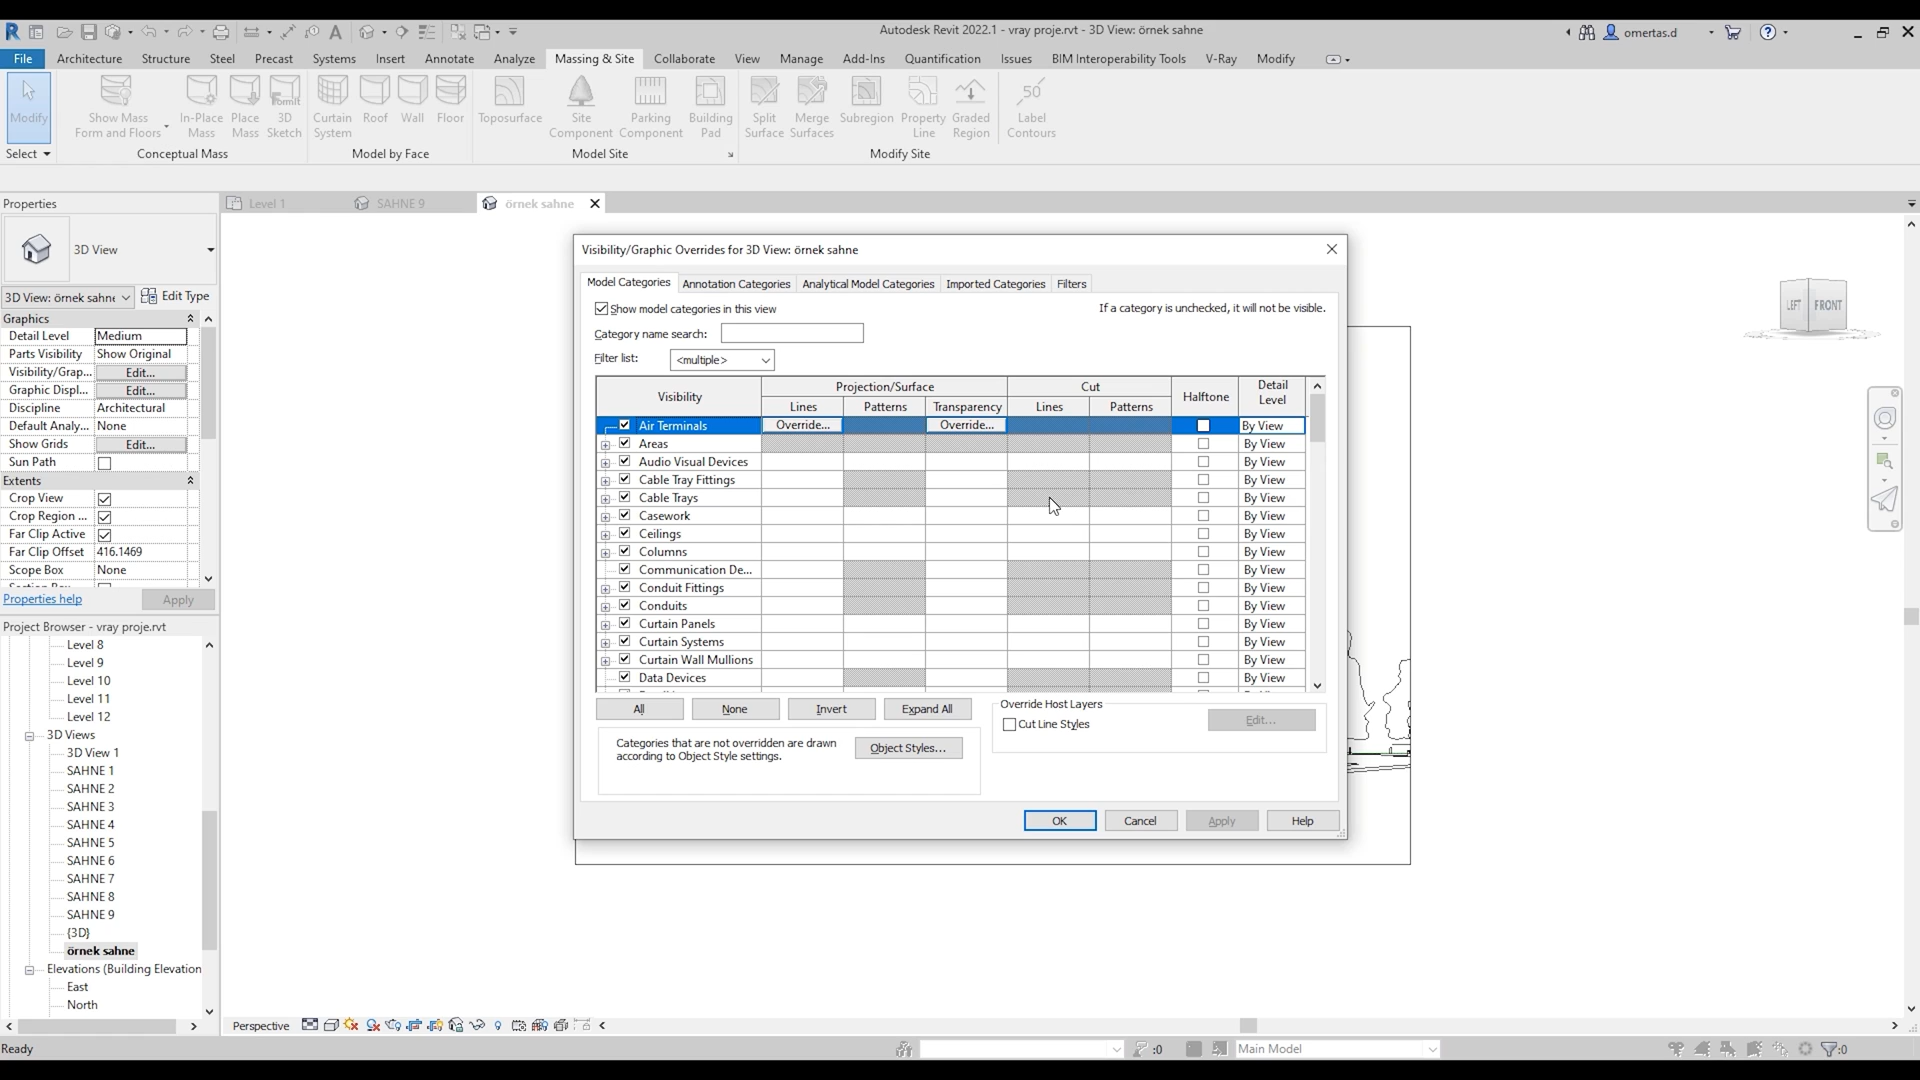 Autodesk Revit 2022.1 - vray proje.rvt - 3D View: örnek sahne
omertas.d
File Architecture Structure Steel Precast Systems Insert Annotate Analyze Massing & Site Collaborate View Manage Add-Ins Quantification Issues BIM Interoperability Tools V-Ray Modify
Modify
Show Mass
Form and Floors
In-Place
Mass
Place
Mass
FormIt
3D
Sketch
Curtain
System
Roof
Wall
Floor
Toposurface
Site
Component
Parking
Component
Building
Pad
Split
Surface
Merge
Surfaces
Subregion
Property
Line
Graded
Region
50
Label
Contours
Select
Conceptual Mass
Model by Face
Model Site
Modify Site
Properties
Level 1
SAHNE 9
örnek sahne
3D View
3D View: örnek sahne
Edit Type
Graphics
Detail Level Medium
Parts Visibility Show Original
Visibility/Grap... Edit...
Graphic Displ... Edit...
Discipline Architectural
Default Analy... None
Show Grids Edit...
Sun Path
Extents
Crop View
Crop Region ...
Far Clip Active
Far Clip Offset 416.1469
Scope Box None
Properties help
Apply
Project Browser - vray proje.rvt
Level 8
Level 9
Level 10
Level 11
Level 12
3D Views
3D View 1
SAHNE 1
SAHNE 2
SAHNE 3
SAHNE 4
SAHNE 5
SAHNE 6
SAHNE 7
SAHNE 8
SAHNE 9
{3D}
örnek sahne
Elevations (Building Elevation
East
North
Visibility/Graphic Overrides for 3D View: örnek sahne
Model Categories Annotation Categories Analytical Model Categories Imported Categories Filters
Show model categories in this view
If a category is unchecked, it will not be visible.
Category name search:
Filter list: <multiple>
Visibility
Projection/Surface
Cut
Halftone
Detail
Level
Lines Patterns Transparency Lines Patterns
Air Terminals Override... Override... By View
Areas By View
Audio Visual Devices By View
Cable Tray Fittings By View
Cable Trays By View
Casework By View
Ceilings By View
Columns By View
Communication De... By View
Conduit Fittings By View
Conduits By View
Curtain Panels By View
Curtain Systems By View
Curtain Wall Mullions By View
Data Devices By View
All None Invert Expand All
Override Host Layers
Cut Line Styles
Edit...
Categories that are not overridden are drawn
according to Object Style settings.
Object Styles...
OK Cancel Apply Help
LEFT FRONT
Perspective
Ready
:0
Main Model
:0